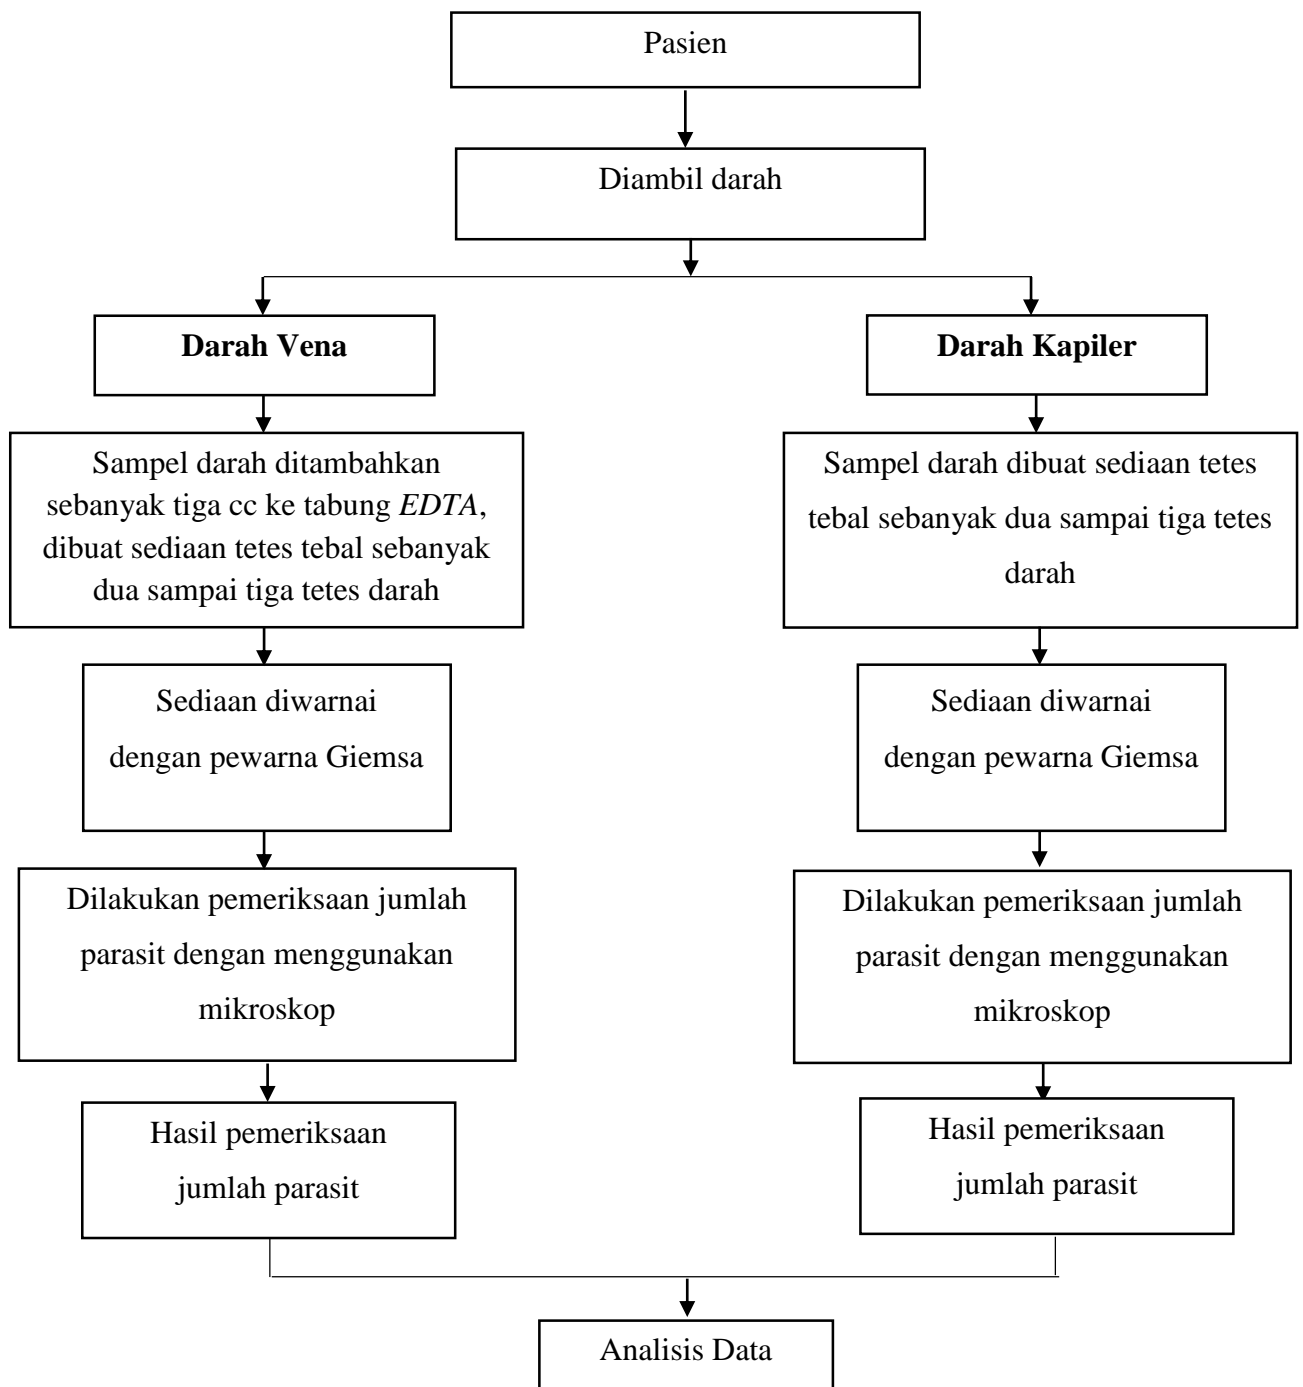 Pasien
Diambil darah
Darah Vena
Darah Kapiler
Sampel darah ditambahkan
sebanyak tiga cc ke tabung EDTA,
dibuat sediaan tetes tebal sebanyak
dua sampai tiga tetes darah
Sampel darah dibuat sediaan tetes
tebal sebanyak dua sampai tiga tetes
darah
Sediaan diwarnai
dengan pewarna Giemsa
Sediaan diwarnai
dengan pewarna Giemsa
Dilakukan pemeriksaan jumlah
parasit dengan menggunakan
mikroskop
Dilakukan pemeriksaan jumlah
parasit dengan menggunakan
mikroskop
Hasil pemeriksaan
jumlah parasit
Hasil pemeriksaan
jumlah parasit
Analisis Data